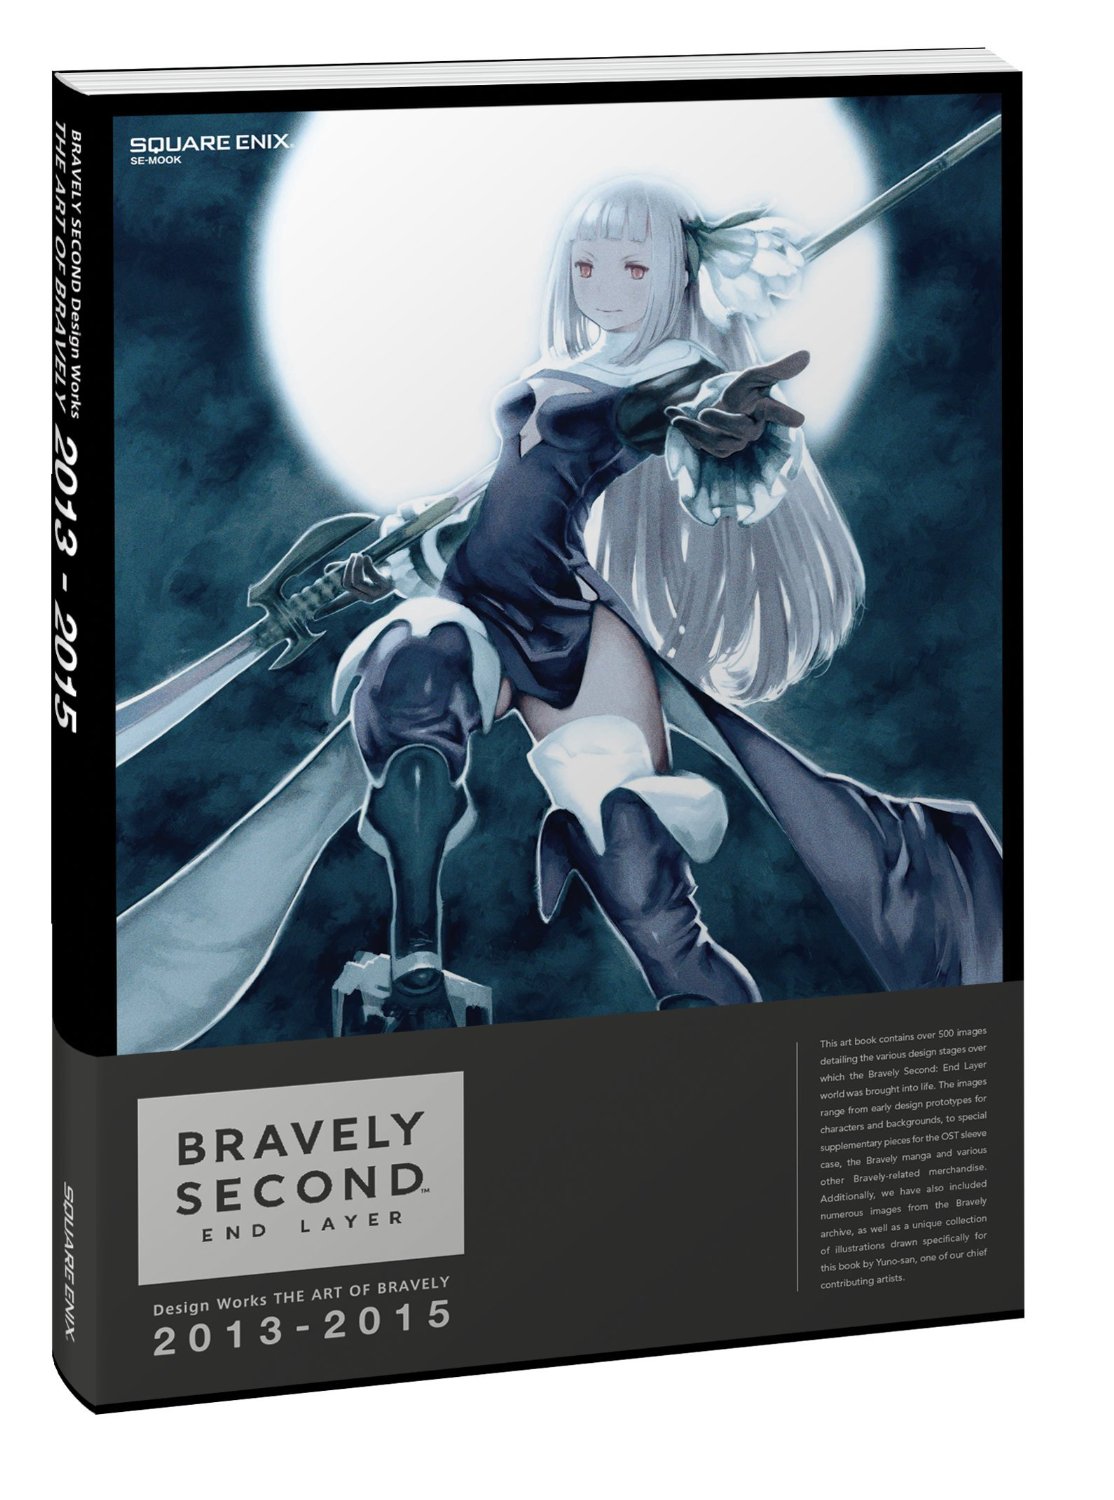 SQUARE ENIX
SE-MOOK
BRAVELY SECOND Design Works
THE ART OF BRAVELY 2013 - 2015
SQUARE ENIX
BRAVELY
SECOND™
END LAYER
Design Works THE ART OF BRAVELY
2013-2015
This art book contains over 500 images
detailing the various design stages over
which the Bravely Second: End Layer
world was brought into life. The images
range from early design prototypes for
characters and backgrounds, to special
supplementary pieces for the OST sleeve
case, the Bravely manga and various
other Bravely-related merchandise.
Additionally, we have also included
numerous images from the Bravely
archive, as well as a unique collection
of illustrations drawn specifically for
this book by Yuno-san, one of our chief
contributing artists.